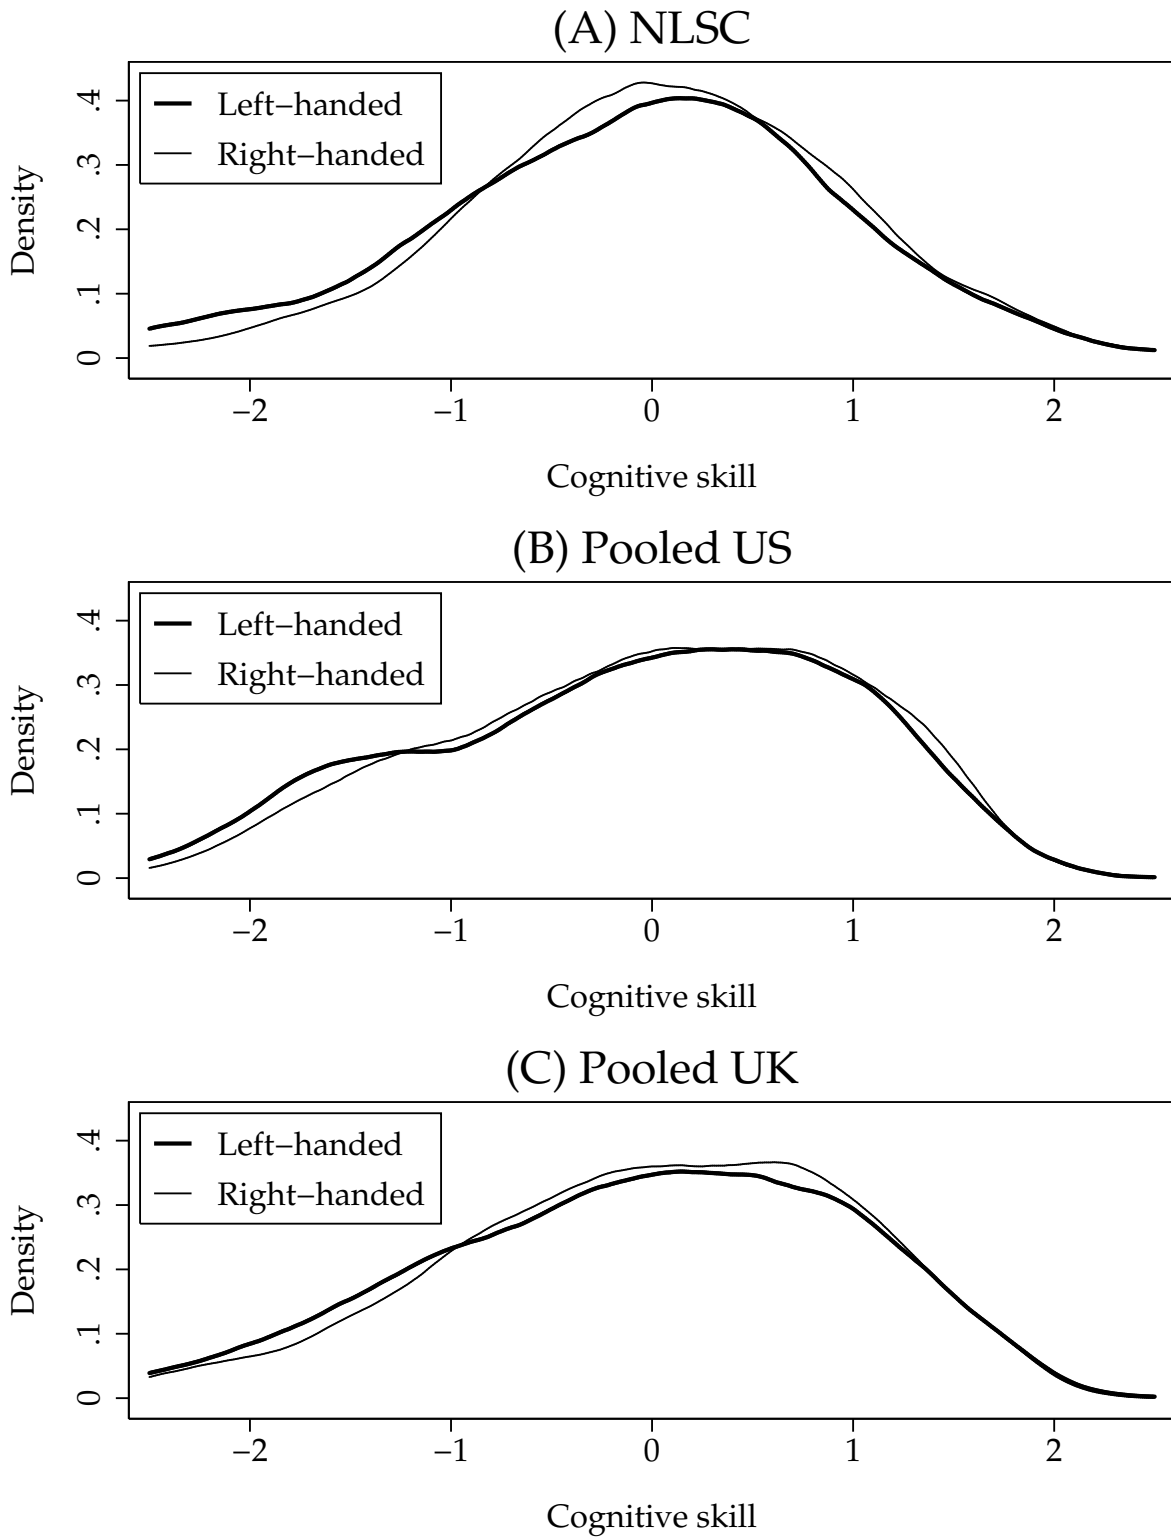 (A) NLSC
Left−handed
Right−handed
Density
.4
.3
.2
.1
0
−2 −1 0 1 2
Cognitive skill
(B) Pooled US
Left−handed
Right−handed
Density
.4
.3
.2
.1
0
−2 −1 0 1 2
Cognitive skill
(C) Pooled UK
Left−handed
Right−handed
Density
.4
.3
.2
.1
0
−2 −1 0 1 2
Cognitive skill